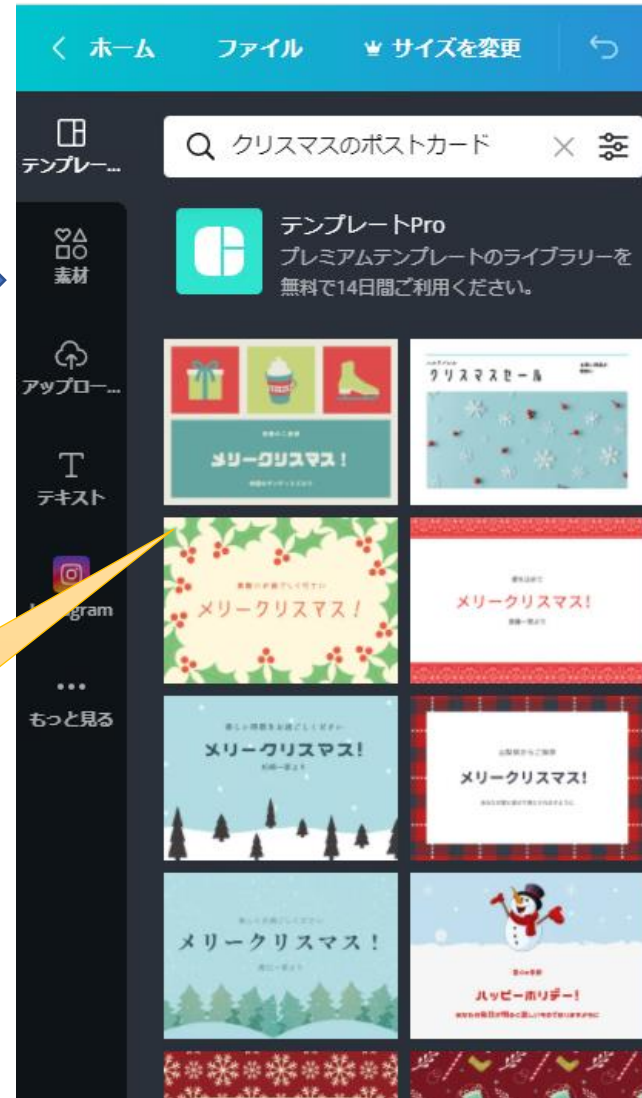 ホーム
ファイル
サイズを変更
テンプレー...
クリスマスのポストカード
テンプレートPro
プレミアムテンプレートのライブラリーを
無料で14日間ご利用ください。
素材
アップロー...
テキスト
gram
もっと見る
メリークリスマス!
クリスマスセール
メリークリスマス!
メリークリスマス!
メリークリスマス!
メリークリスマス!
メリークリスマス!
ハッピーホリデー!